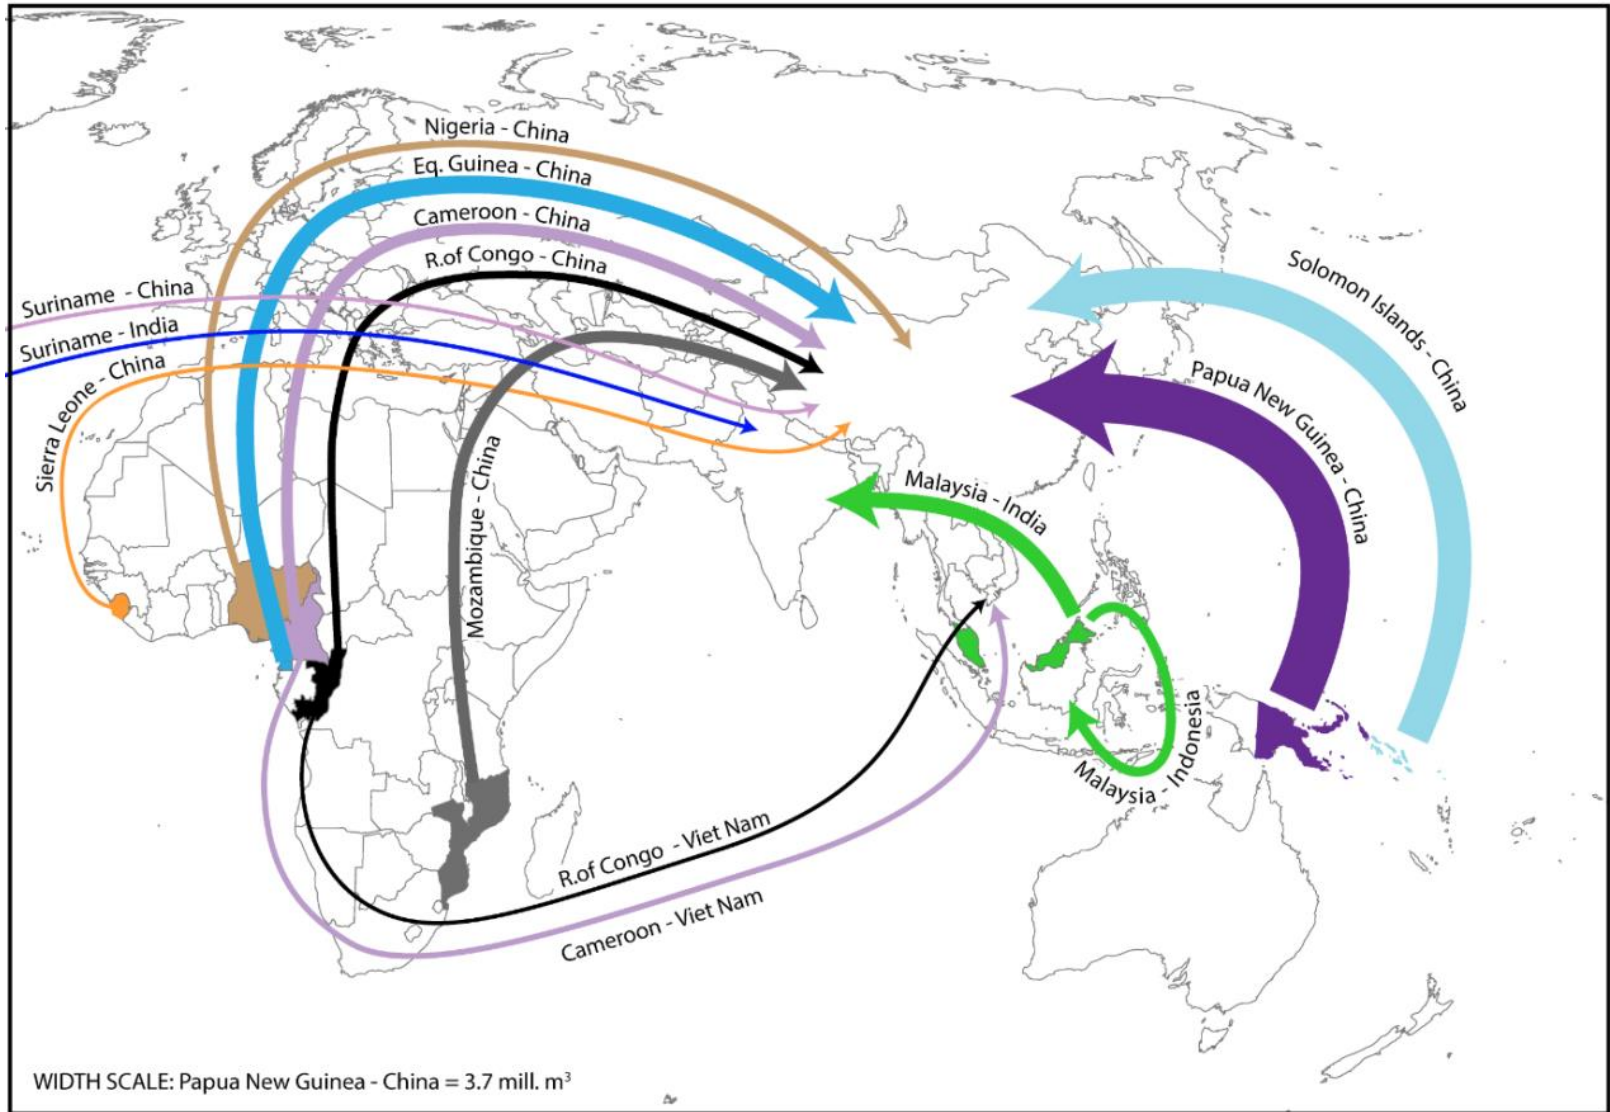 Nigeria - China
Eq. Guinea - China
Cameroon - China
R.of Congo - China
Suriname - China
Suriname - India
Sierra Leone - China
Mozambique - China
Solomon Islands - China
Papua New Guinea - China
Malaysia - India
Malaysia - Indonesia
R.of Congo - Viet Nam
Cameroon - Viet Nam
WIDTH SCALE: Papua New Guinea - China = 3.7 mill. m³